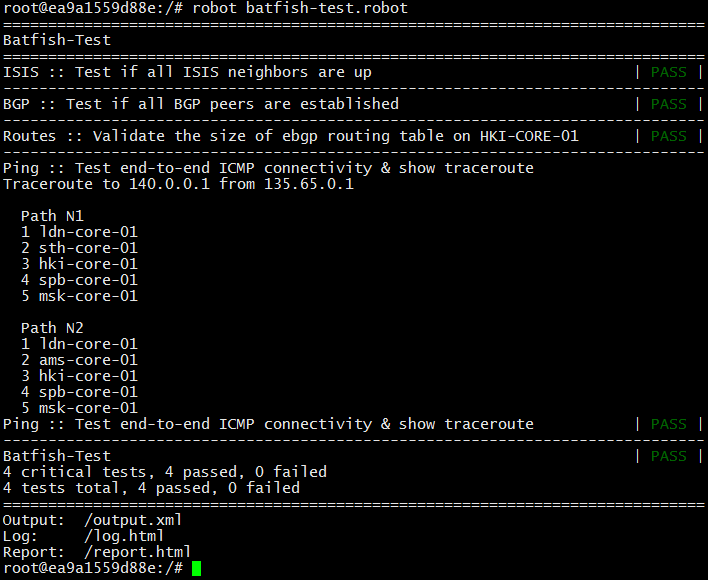 root@ea9a1559d88e:/# robot batfish-test.robot
==============================================================================
Batfish-Test
==============================================================================
ISIS :: Test if all ISIS neighbors are up                             | PASS |
------------------------------------------------------------------------------
BGP :: Test if all BGP peers are established                          | PASS |
------------------------------------------------------------------------------
Routes :: Validate the size of ebgp routing table on HKI-CORE-01      | PASS |
------------------------------------------------------------------------------
Ping :: Test end-to-end ICMP connectivity & show traceroute
Traceroute to 140.0.0.1 from 135.65.0.1

  Path N1
  1 ldn-core-01
  2 sth-core-01
  3 hki-core-01
  4 spb-core-01
  5 msk-core-01

  Path N2
  1 ldn-core-01
  2 ams-core-01
  3 hki-core-01
  4 spb-core-01
  5 msk-core-01
Ping :: Test end-to-end ICMP connectivity & show traceroute           | PASS |
------------------------------------------------------------------------------
Batfish-Test                                                          | PASS |
4 critical tests, 4 passed, 0 failed
4 tests total, 4 passed, 0 failed
==============================================================================
Output:  /output.xml
Log:     /log.html
Report:  /report.html
root@ea9a1559d88e:/#